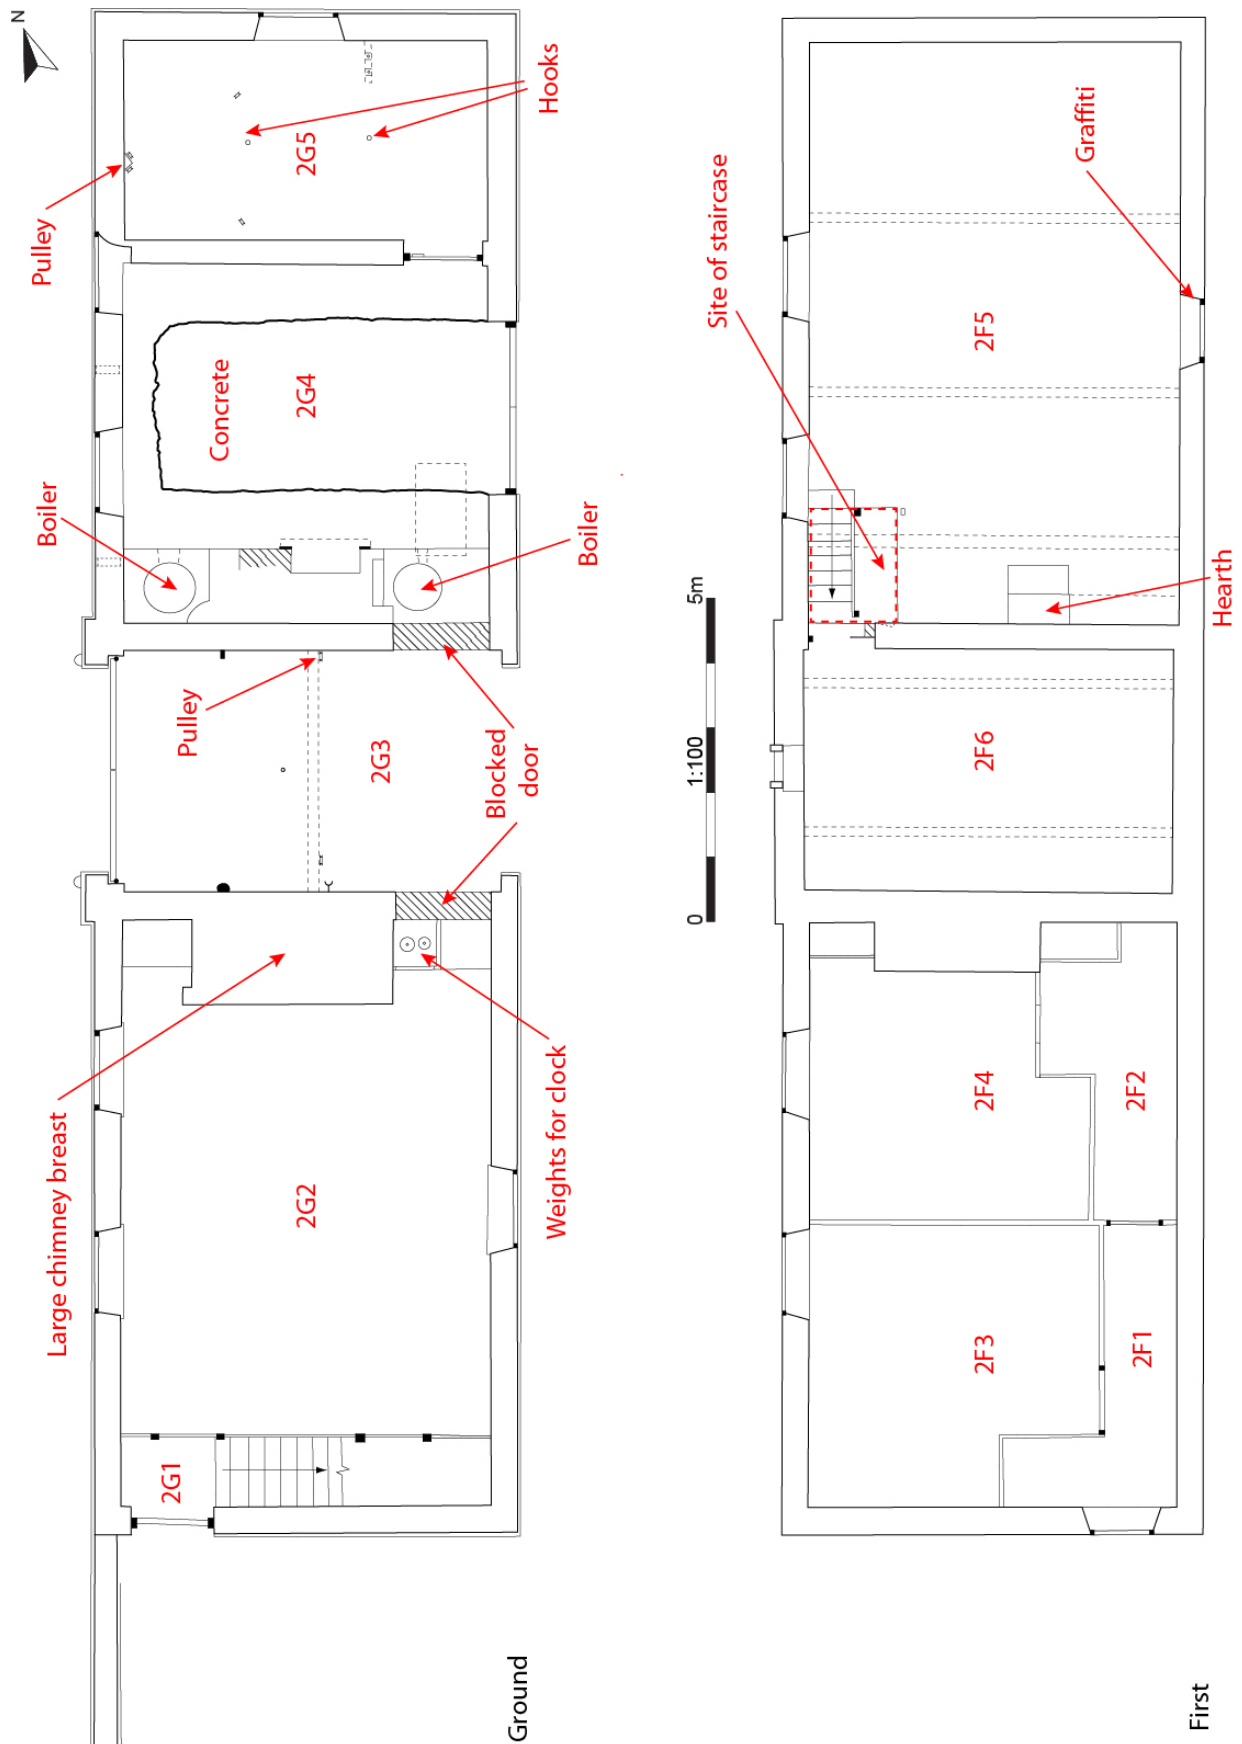 N
Pulley
Hooks
2G5
Concrete
2G4
Boiler
Boiler
Pulley
2G3
Blocked
door
Large chimney breast
2G2
Weights for clock
2G1
Ground
0
1:100
5m
Site of staircase
Graffiti
2F5
Hearth
2F6
2F4
2F2
2F3
2F1
First